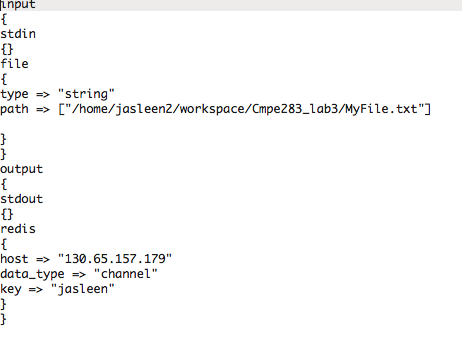 input
{
stdin
{}
file
{
type => "string"
path => ["/home/jasleen2/workspace/Cmpe283_lab3/MyFile.txt"]
}
}
output
{
stdout
{}
redis
{
host => "130.65.157.179"
data_type => "channel"
key => "jasleen"
}
}